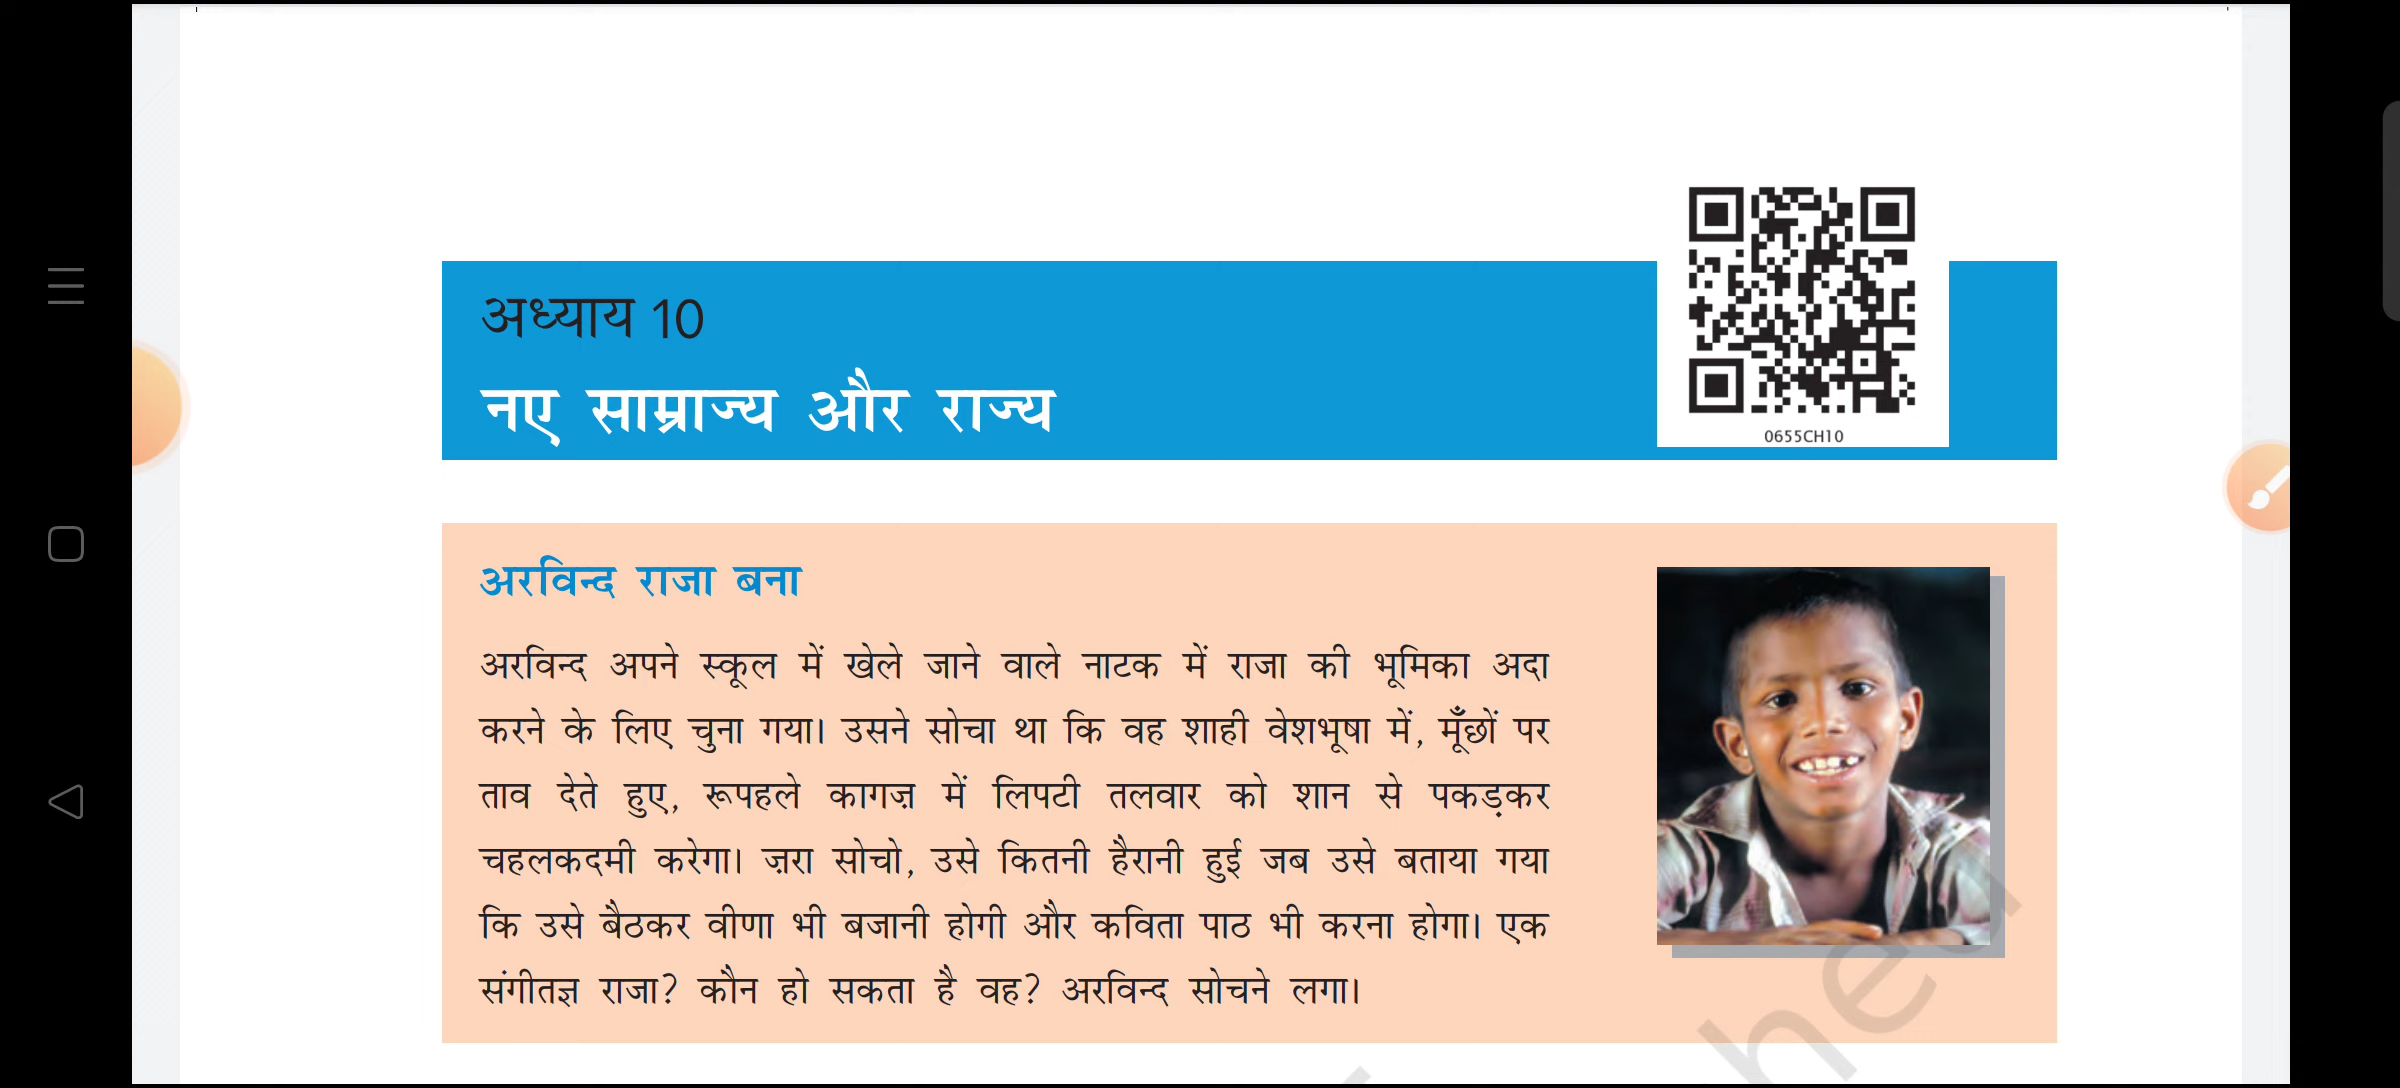 0655CH10
अध्याय 10
नए साम्राज्य और राज्य
अरविन्द राजा बना
अरविन्द अपने स्कूल में खेले जाने वाले नाटक में राजा की भूमिका अदा
करने के लिए चुना गया। उसने सोचा था कि वह शाही वेशभूषा में, मूँछों पर
ताव देते हुए, रूपहले कागज़ में लिपटी तलवार को शान से पकड़कर
चहलकदमी करेगा। ज़रा सोचो, उसे कितनी हैरानी हुई जब उसे बताया गया
कि उसे बैठकर वीणा भी बजानी होगी और कविता पाठ भी करना होगा। एक
संगीतज्ञ राजा? कौन हो सकता है वह? अरविन्द सोचने लगा।
hed